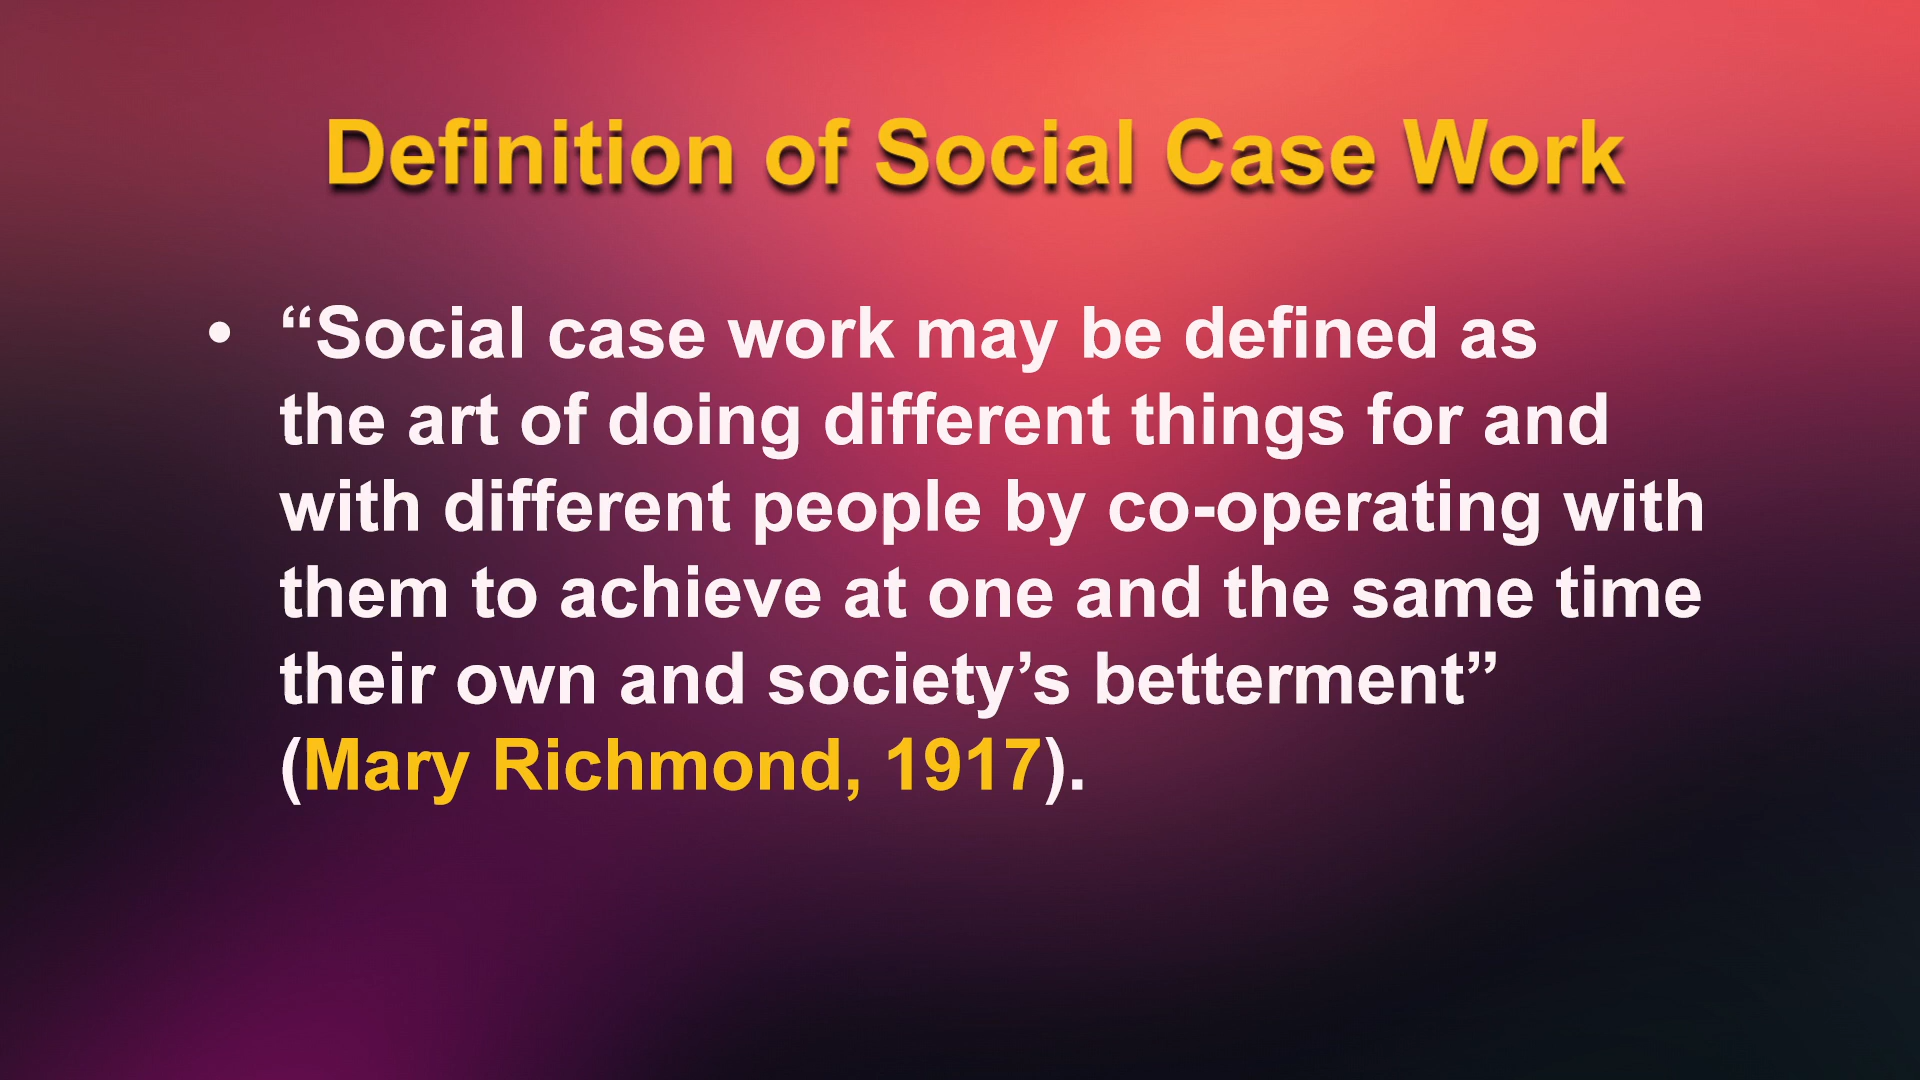 Definition of Social Case Work
• “Social case work may be defined as
the art of doing different things for and
with different people by co-operating with
them to achieve at one and the same time
their own and society’s betterment”
(Mary Richmond, 1917).